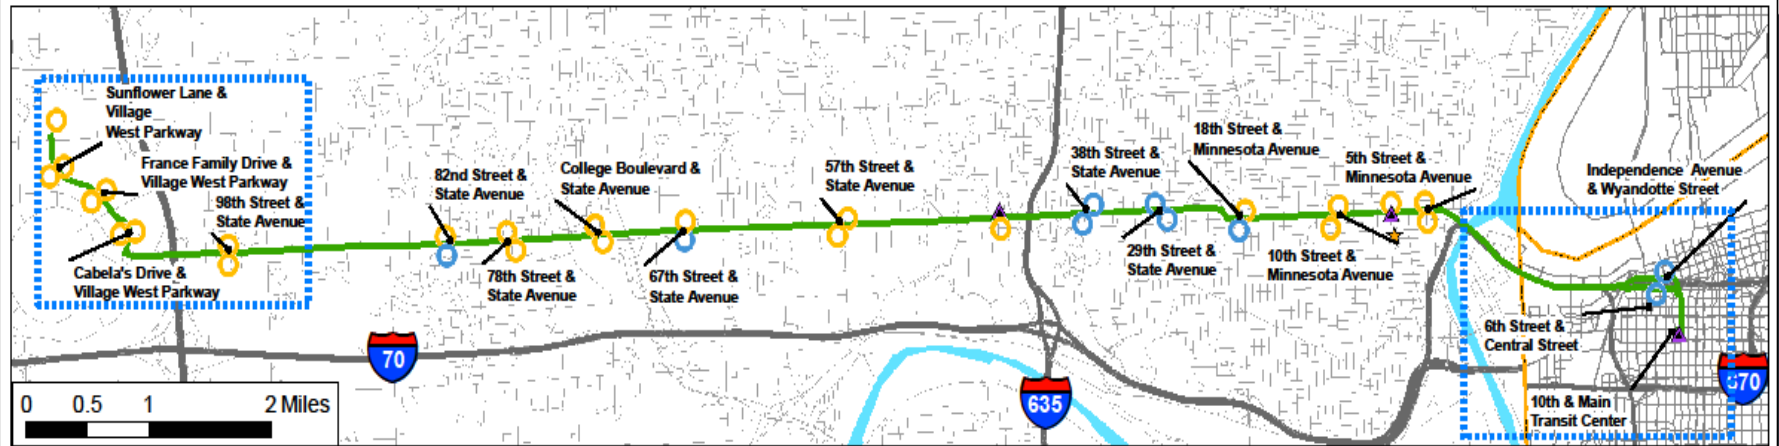 Sunflower Lane &
Village
West Parkway
France Family Drive &
Village West Parkway
98th Street &
State Avenue
Cabela's Drive &
Village West Parkway
82nd Street &
State Avenue
78th Street &
State Avenue
College Boulevard &
State Avenue
67th Street &
State Avenue
57th Street &
State Avenue
38th Street &
State Avenue
29th Street &
State Avenue
18th Street &
Minnesota Avenue
10th Street &
Minnesota Avenue
5th Street &
Minnesota Avenue
Independence Avenue
& Wyandotte Street
6th Street &
Central Street
10th & Main
Transit Center
70
635
670
0 0.5 1 2 Miles